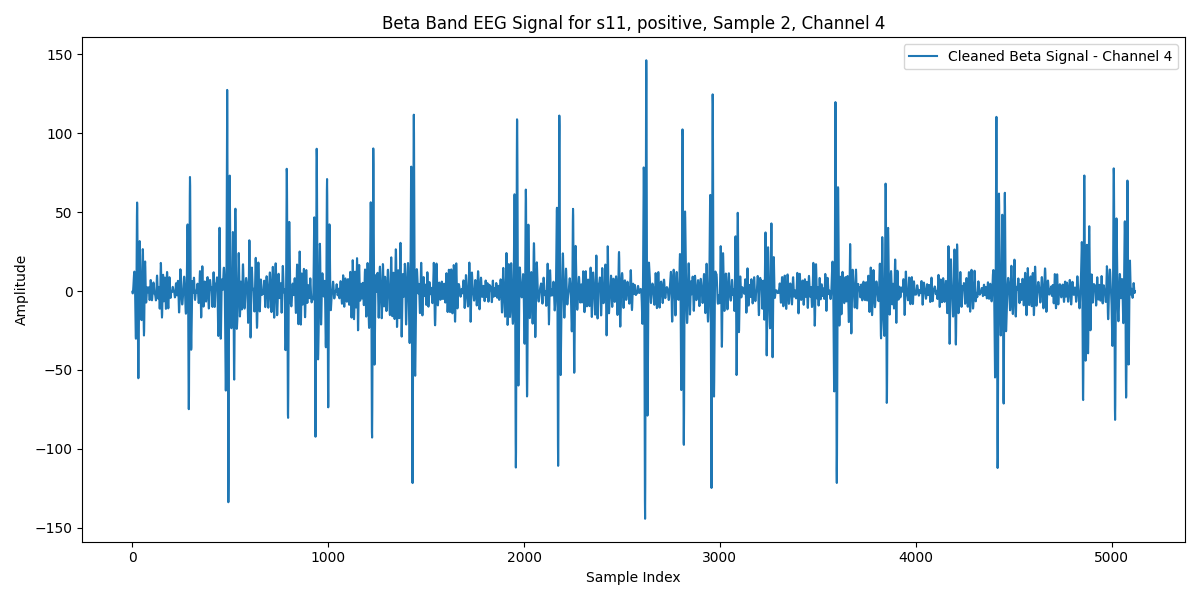 Beta Band EEG Signal for s11, positive, Sample 2, Channel 4
Cleaned Beta Signal - Channel 4
Amplitude
150
100
50
0
−50
−100
−150
0 1000 2000 3000 4000 5000
Sample Index